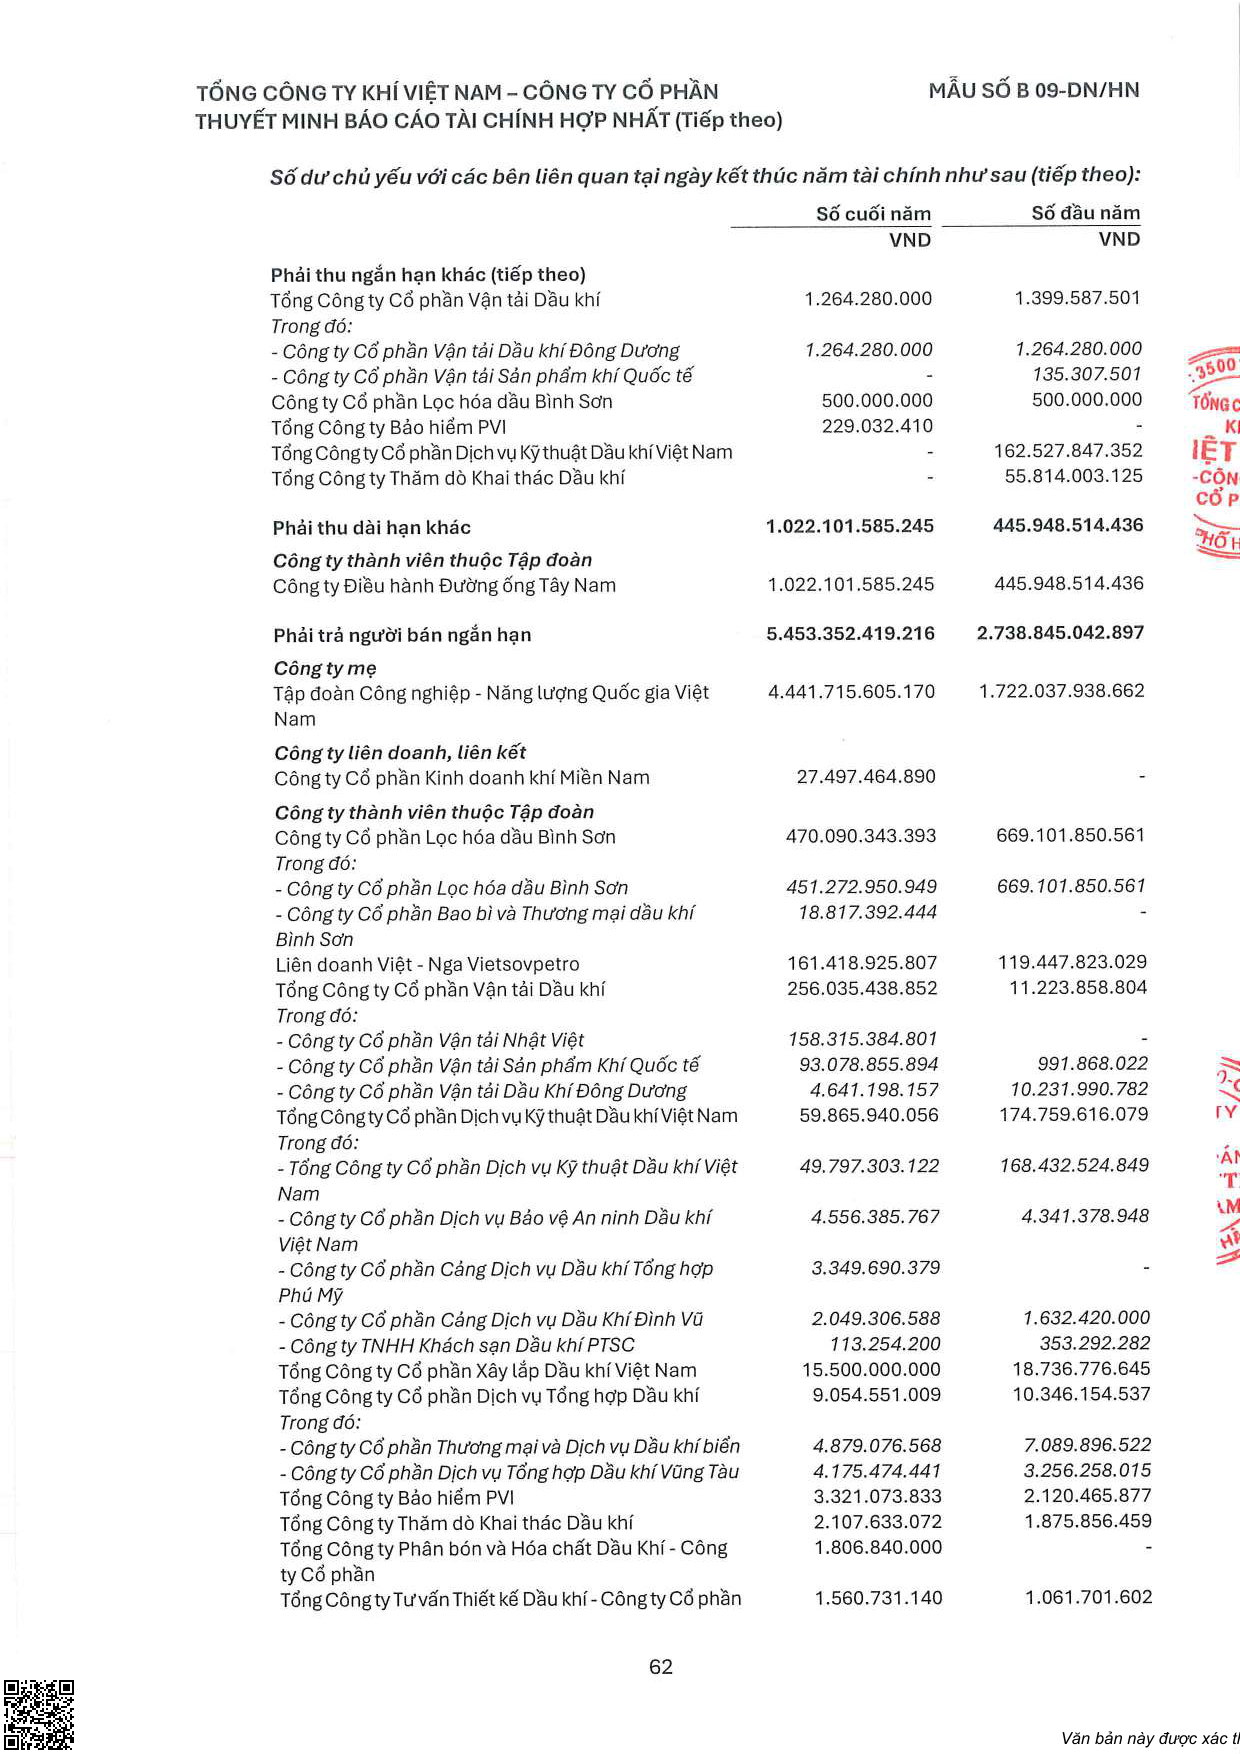 TỔNG CÔNG TY KHÍ VIỆT NAM – CÔNG TY CỔ PHẦN MẪU SỐ B 09-DN/HN
THUYẾT MINH BÁO CÁO TÀI CHÍNH HỢP NHẤT (Tiếp theo)
Số dư chủ yếu với các bên liên quan tại ngày kết thúc năm tài chính như sau (tiếp theo):
Số cuối năm Số đầu năm
VND VND
Phải thu ngắn hạn khác (tiếp theo)
Tổng Công ty Cổ phần Vận tải Dầu khí 1.264.280.000 1.399.587.501
Trong đó:
- Công ty Cổ phần Vận tải Dầu khí Đông Dương 1.264.280.000 1.264.280.000
- Công ty Cổ phần Vận tải Sản phẩm khí Quốc tế - 135.307.501
Công ty Cổ phần Lọc hóa dầu Bình Sơn 500.000.000 500.000.000
Tổng Công ty Bảo hiểm PVI 229.032.410 -
Tổng Công ty Cổ phần Dịch vụ Kỹ thuật Dầu khí Việt Nam - 162.527.847.352
Tổng Công ty Thăm dò Khai thác Dầu khí - 55.814.003.125
Phải thu dài hạn khác 1.022.101.585.245 445.948.514.436
Công ty thành viên thuộc Tập đoàn
Công ty Điều hành Đường ống Tây Nam 1.022.101.585.245 445.948.514.436
Phải trả người bán ngắn hạn 5.453.352.419.216 2.738.845.042.897
Công ty mẹ
Tập đoàn Công nghiệp - Năng lượng Quốc gia Việt 4.441.715.605.170 1.722.037.938.662
Nam
Công ty liên doanh, liên kết
Công ty Cổ phần Kinh doanh khí Miền Nam 27.497.464.890 -
Công ty thành viên thuộc Tập đoàn
Công ty Cổ phần Lọc hóa dầu Bình Sơn 470.090.343.393 669.101.850.561
Trong đó:
- Công ty Cổ phần Lọc hóa dầu Bình Sơn 451.272.950.949 669.101.850.561
- Công ty Cổ phần Bao bì và Thương mại dầu khí 18.817.392.444 -
Bình Sơn
Liên doanh Việt - Nga Vietsovpetro 161.418.925.807 119.447.823.029
Tổng Công ty Cổ phần Vận tải Dầu khí 256.035.438.852 11.223.858.804
Trong đó:
- Công ty Cổ phần Vận tải Nhật Việt 158.315.384.801 -
- Công ty Cổ phần Vận tải Sản phẩm Khí Quốc tế 93.078.855.894 991.868.022
- Công ty Cổ phần Vận tải Dầu Khí Đông Dương 4.641.198.157 10.231.990.782
Tổng Công ty Cổ phần Dịch vụ Kỹ thuật Dầu khí Việt Nam 59.865.940.056 174.759.616.079
Trong đó:
- Tổng Công ty Cổ phần Dịch vụ Kỹ thuật Dầu khí Việt 49.797.303.122 168.432.524.849
Nam
- Công ty Cổ phần Dịch vụ Bảo vệ An ninh Dầu khí 4.556.385.767 4.341.378.948
Việt Nam
- Công ty Cổ phần Cảng Dịch vụ Dầu khí Tổng hợp 3.349.690.379 -
Phú Mỹ
- Công ty Cổ phần Cảng Dịch vụ Dầu Khí Đình Vũ 2.049.306.588 1.632.420.000
- Công ty TNHH Khách sạn Dầu khí PTSC 113.254.200 353.292.282
Tổng Công ty Cổ phần Xây lắp Dầu khí Việt Nam 15.500.000.000 18.736.776.645
Tổng Công ty Cổ phần Dịch vụ Tổng hợp Dầu khí 9.054.551.009 10.346.154.537
Trong đó:
- Công ty Cổ phần Thương mại và Dịch vụ Dầu khí biển 4.879.076.568 7.089.896.522
- Công ty Cổ phần Dịch vụ Tổng hợp Dầu khí Vũng Tàu 4.175.474.441 3.256.258.015
Tổng Công ty Bảo hiểm PVI 3.321.073.833 2.120.465.877
Tổng Công ty Thăm dò Khai thác Dầu khí 2.107.633.072 1.875.856.459
Tổng Công ty Phân bón và Hóa chất Dầu Khí - Công 1.806.840.000 -
ty Cổ phần
Tổng Công ty Tư vấn Thiết kế Dầu khí - Công ty Cổ phần 1.560.731.140 1.061.701.602
62
Văn bản này được xác
3500
TỔNG
IỆT
-CÔN
CỔ P